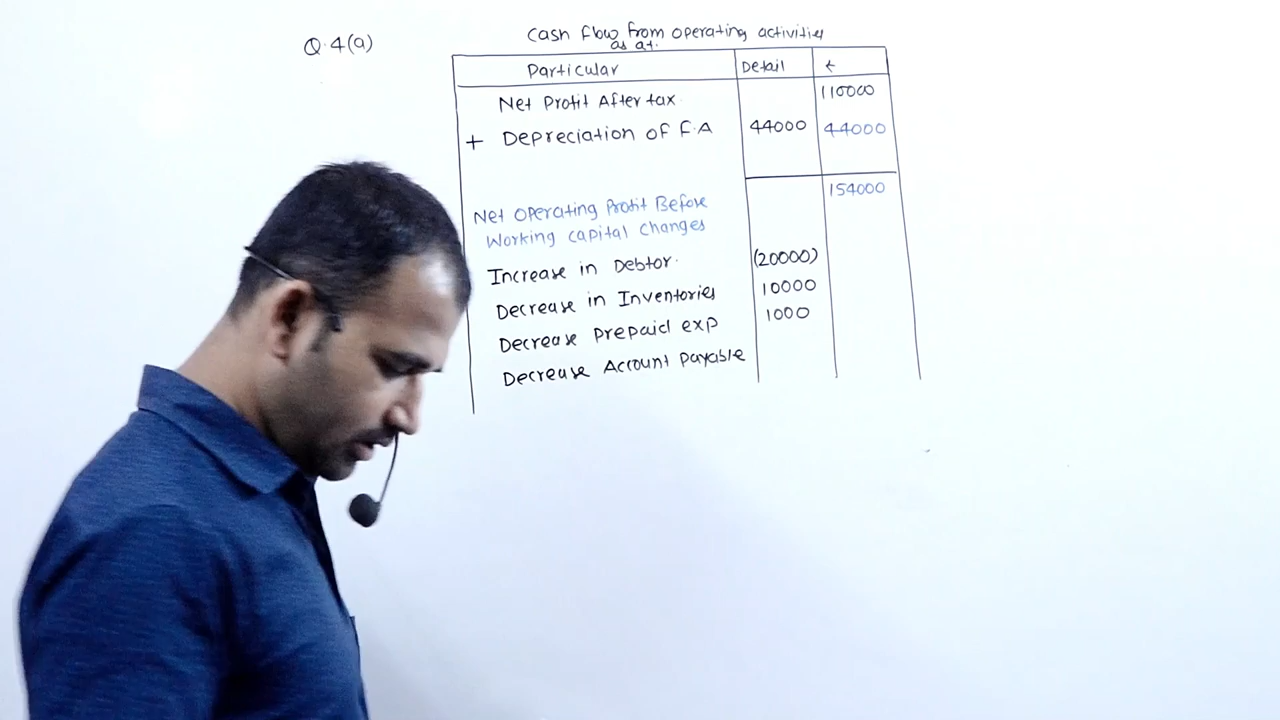 Q.4(a)
Cash flow from operating activities
as at.
Particular Detail ₹
Net Profit After tax 110000
+ Depreciation of F.A 44000 44000
154000
Net operating Profit Before
Working capital changes
Increase in Debtor. (20000)
Decrease in Inventories 10000
Decrease prepaid exp 1000
Decrease Account payable